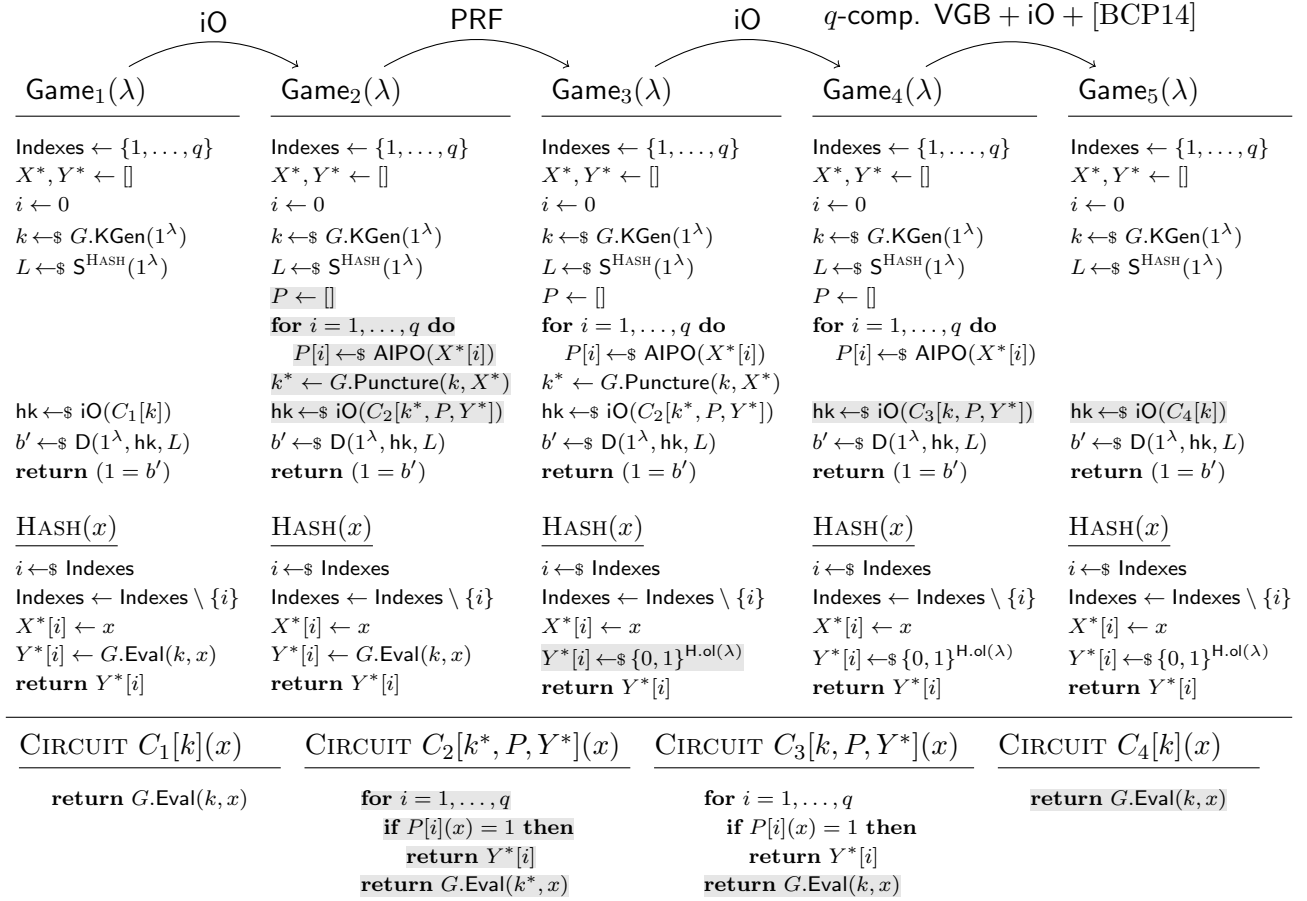 iO PRF iO q-comp. VGB + iO + [BCP14]
Game₁(λ) Game₂(λ) Game₃(λ) Game₄(λ) Game₅(λ)
Indexes ← {1, . . . , q} Indexes ← {1, . . . , q} Indexes ← {1, . . . , q} Indexes ← {1, . . . , q} Indexes ← {1, . . . , q}
X*, Y* ← [] X*, Y* ← [] X*, Y* ← [] X*, Y* ← [] X*, Y* ← []
i ← 0 i ← 0 i ← 0 i ← 0 i ← 0
k ←$ G.KGen(1^λ) k ←$ G.KGen(1^λ) k ←$ G.KGen(1^λ) k ←$ G.KGen(1^λ) k ←$ G.KGen(1^λ)
L ←$ S^HASH(1^λ) L ←$ S^HASH(1^λ) L ←$ S^HASH(1^λ) L ←$ S^HASH(1^λ) L ←$ S^HASH(1^λ)
P ← [] P ← [] P ← []
for i = 1, . . . , q do for i = 1, . . . , q do for i = 1, . . . , q do
P[i] ←$ AIPO(X*[i]) P[i] ←$ AIPO(X*[i]) P[i] ←$ AIPO(X*[i])
k* ← G.Puncture(k, X*) k* ← G.Puncture(k, X*)
hk ←$ iO(C₁[k]) hk ←$ iO(C₂[k*, P, Y*]) hk ←$ iO(C₂[k*, P, Y*]) hk ←$ iO(C₃[k, P, Y*]) hk ←$ iO(C₄[k])
b′ ←$ D(1^λ, hk, L) b′ ←$ D(1^λ, hk, L) b′ ←$ D(1^λ, hk, L) b′ ←$ D(1^λ, hk, L) b′ ←$ D(1^λ, hk, L)
return (1 = b′) return (1 = b′) return (1 = b′) return (1 = b′) return (1 = b′)
HASH(x) HASH(x) HASH(x) HASH(x) HASH(x)
i ←$ Indexes i ←$ Indexes i ←$ Indexes i ←$ Indexes i ←$ Indexes
Indexes ← Indexes \ {i} Indexes ← Indexes \ {i} Indexes ← Indexes \ {i} Indexes ← Indexes \ {i} Indexes ← Indexes \ {i}
X*[i] ← x X*[i] ← x X*[i] ← x X*[i] ← x X*[i] ← x
Y*[i] ← G.Eval(k, x) Y*[i] ← G.Eval(k, x) Y*[i] ←$ {0, 1}^H.ol(λ) Y*[i] ←$ {0, 1}^H.ol(λ) Y*[i] ←$ {0, 1}^H.ol(λ)
return Y*[i] return Y*[i] return Y*[i] return Y*[i] return Y*[i]
CIRCUIT C₁[k](x) CIRCUIT C₂[k*, P, Y*](x) CIRCUIT C₃[k, P, Y*](x) CIRCUIT C₄[k](x)
return G.Eval(k, x) for i = 1, . . . , q for i = 1, . . . , q return G.Eval(k, x)
if P[i](x) = 1 then if P[i](x) = 1 then
return Y*[i] return Y*[i]
return G.Eval(k*, x) return G.Eval(k, x)